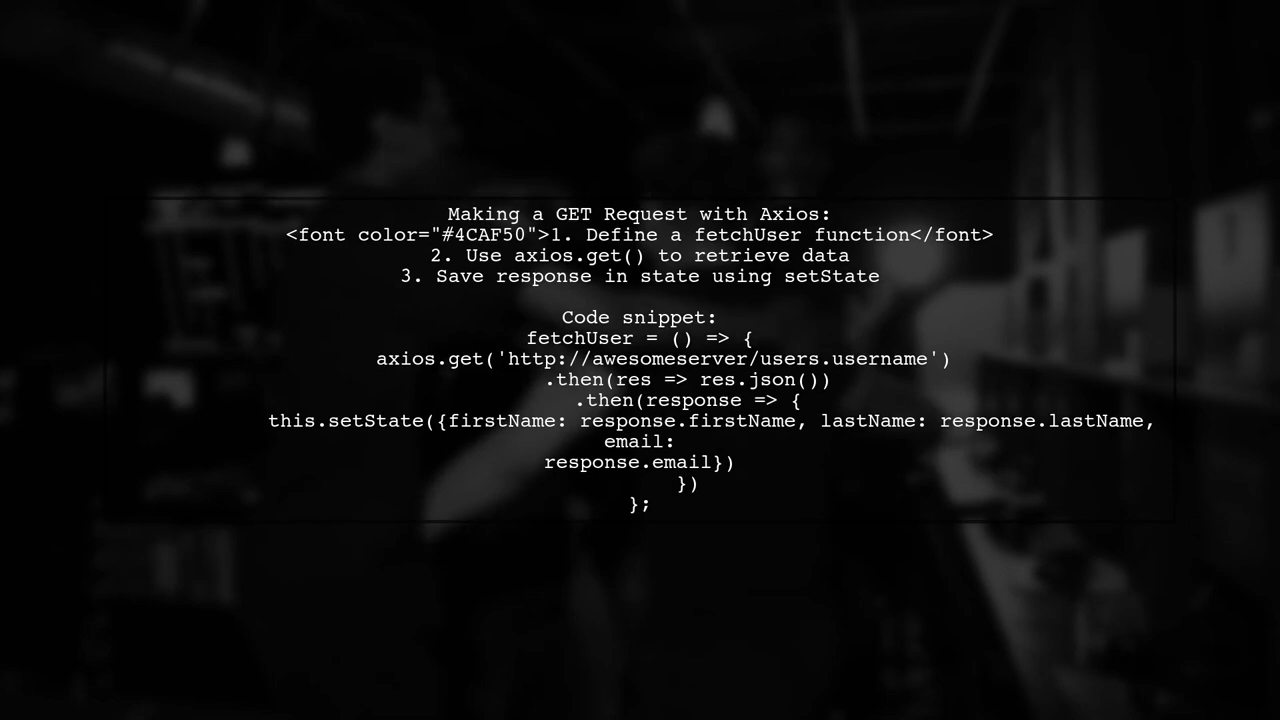 Making a GET Request with Axios:
<font color="#4CAF50">1. Define a fetchUser function</font>
2. Use axios.get() to retrieve data
3. Save response in state using setState
Code snippet:
fetchUser = () => {
axios.get('http://awesomeserver/users.username')
.then(res => res.json())
.then(response => {
this.setState({firstName: response.firstName, lastName: response.lastName,
email:
response.email})
})
};